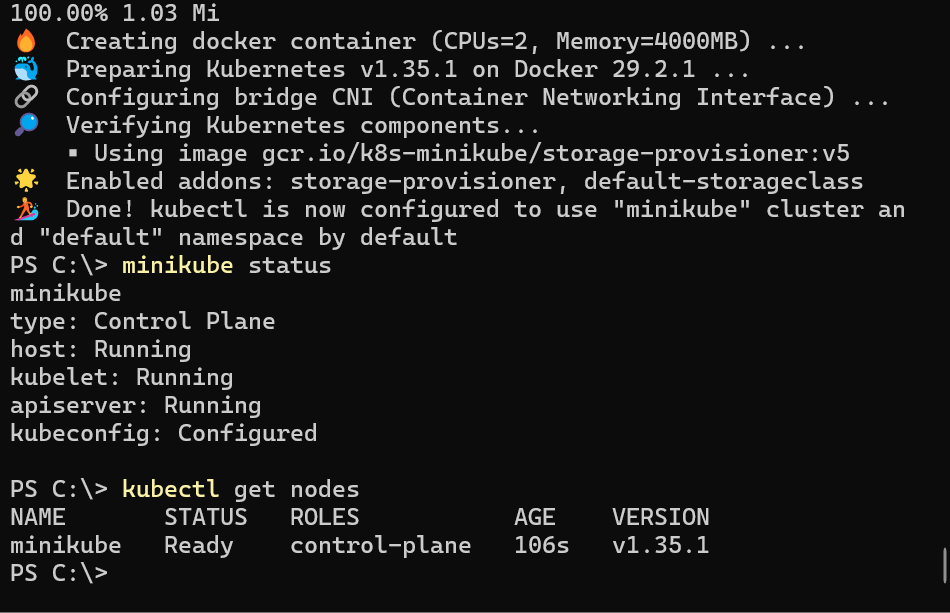 100.00% 1.03 Mi
🔥  Creating docker container (CPUs=2, Memory=4000MB) ...
🐳  Preparing Kubernetes v1.35.1 on Docker 29.2.1 ...
🔗  Configuring bridge CNI (Container Networking Interface) ...
🔎  Verifying Kubernetes components...
    ▪ Using image gcr.io/k8s-minikube/storage-provisioner:v5
🌟  Enabled addons: storage-provisioner, default-storageclass
🏄  Done! kubectl is now configured to use "minikube" cluster an
d "default" namespace by default
PS C:\> minikube status
minikube
type: Control Plane
host: Running
kubelet: Running
apiserver: Running
kubeconfig: Configured

PS C:\> kubectl get nodes
NAME       STATUS   ROLES           AGE    VERSION
minikube   Ready    control-plane   106s   v1.35.1
PS C:\>